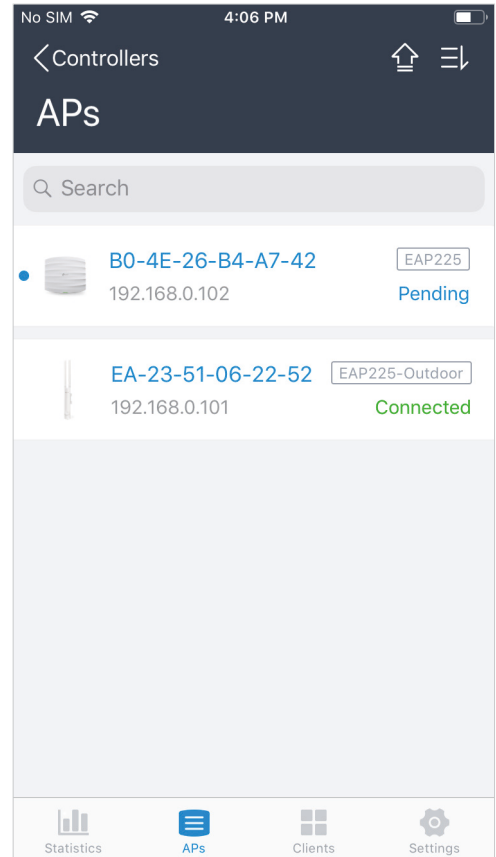 No SIM 4:06 PM
Controllers
APs
Search
B0-4E-26-B4-A7-42 EAP225
192.168.0.102 Pending
EA-23-51-06-22-52 EAP225-Outdoor
192.168.0.101 Connected
Statistics APs Clients Settings